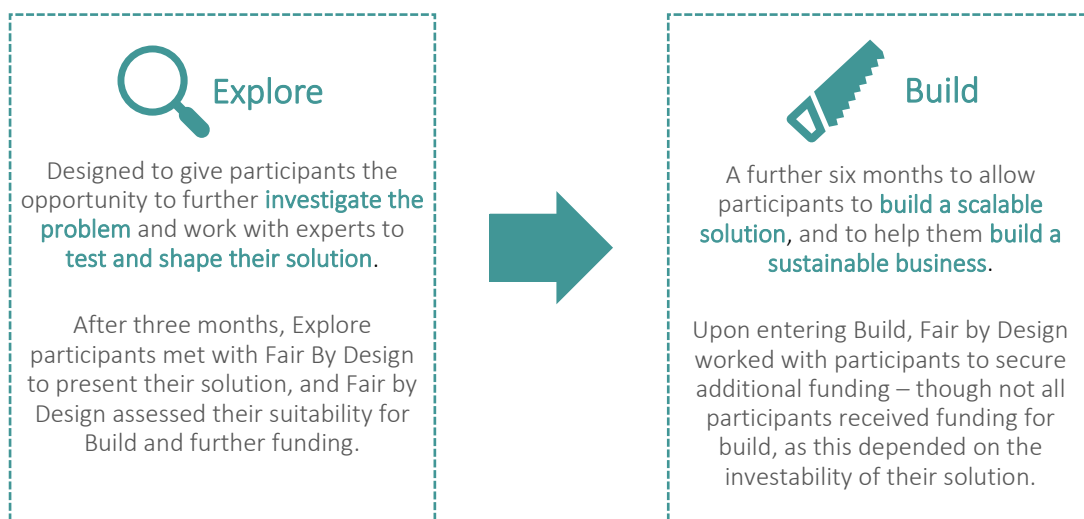 Explore
Designed to give participants the
opportunity to further investigate the
problem and work with experts to
test and shape their solution.
After three months, Explore
participants met with Fair By Design
to present their solution, and Fair by
Design assessed their suitability for
Build and further funding.
Build
A further six months to allow
participants to build a scalable
solution, and to help them build a
sustainable business.
Upon entering Build, Fair by Design
worked with participants to secure
additional funding – though not all
participants received funding for
build, as this depended on the
investability of their solution.